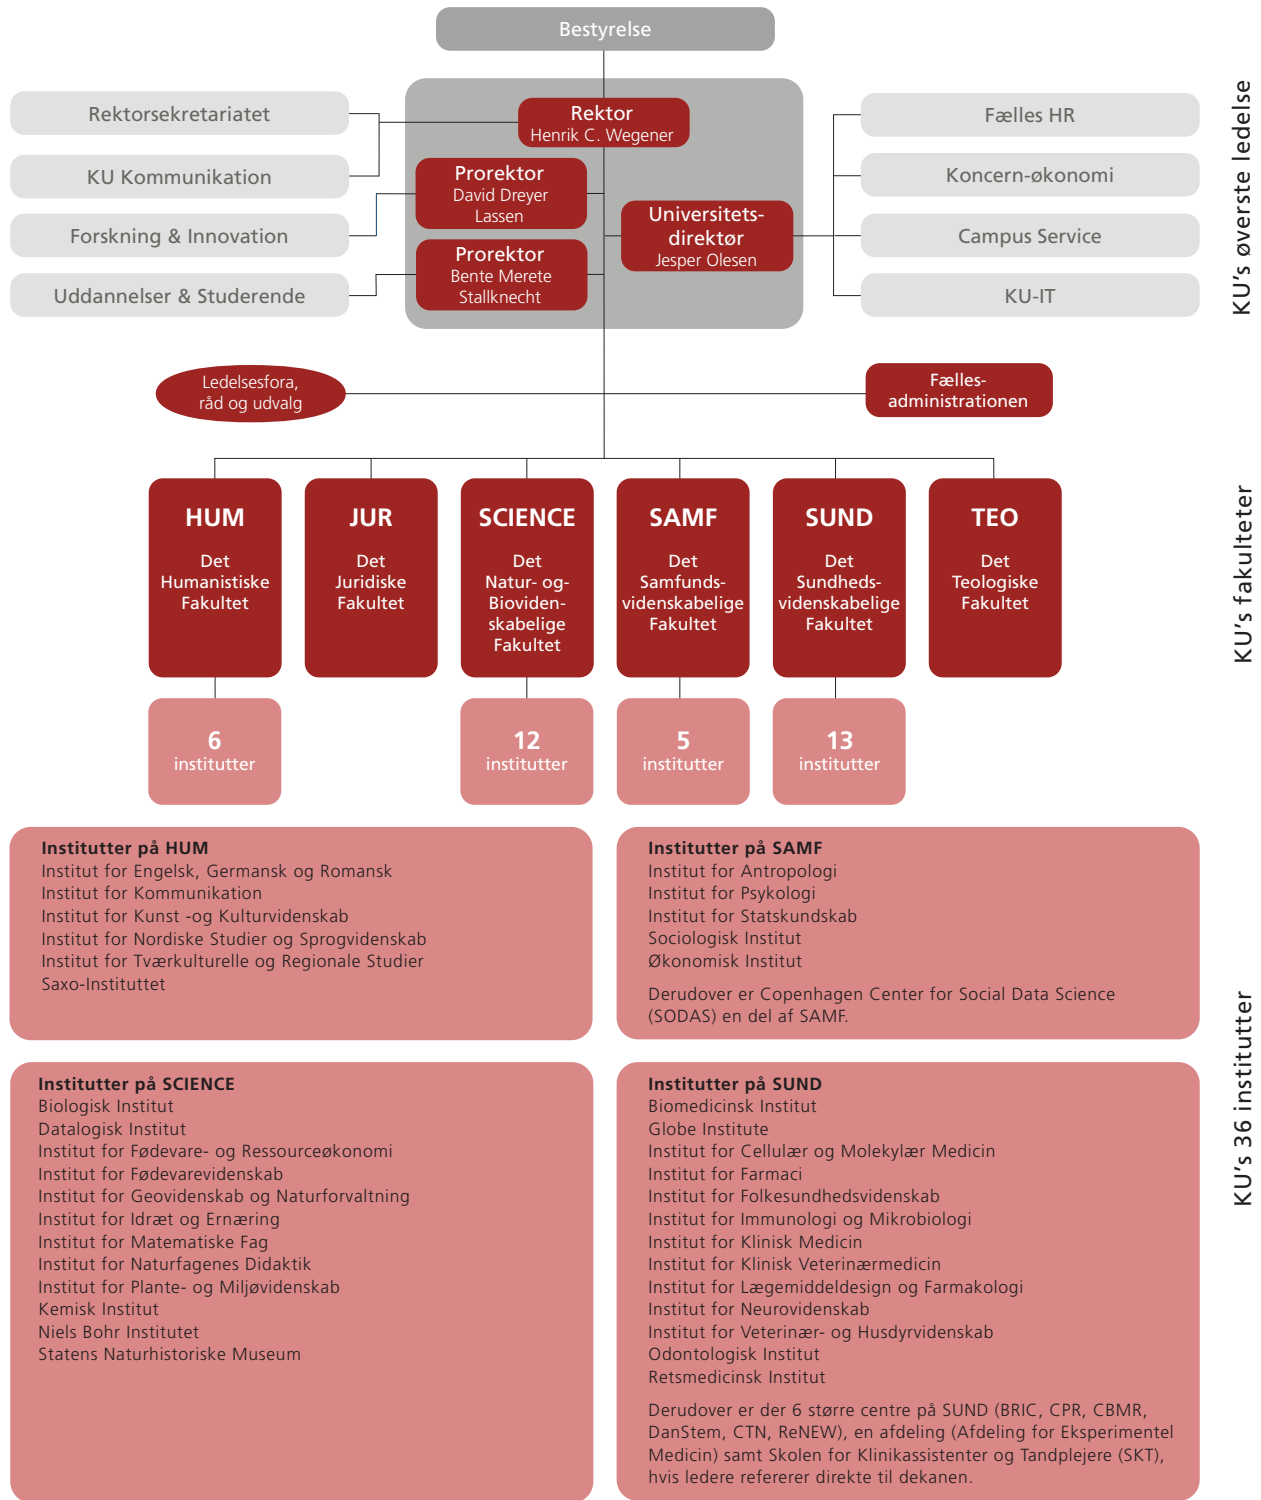 Bestyrelse
Rektorsekretariatet
KU Kommunikation
Forskning & Innovation
Uddannelser & Studerende
Rektor
Henrik C. Wegener
Prorektor
David Dreyer
Lassen
Prorektor
Bente Merete
Stallknecht
Universitets-
direktør
Jesper Olesen
Fælles HR
Koncern-økonomi
Campus Service
KU-IT
KU's øverste ledelse
Ledelsesfora,
råd og udvalg
Fælles-
administrationen
HUM
Det
Humanistiske
Fakultet
JUR
Det
Juridiske
Fakultet
SCIENCE
Det
Natur- og-
Bioviden-
skabelige
Fakultet
SAMF
Det
Samfunds-
videnskabelige
Fakultet
SUND
Det
Sundheds-
videnskabelige
Fakultet
TEO
Det
Teologiske
Fakultet
KU's fakulteter
6
institutter
12
institutter
5
institutter
13
institutter
Institutter på HUM
Institut for Engelsk, Germansk og Romansk
Institut for Kommunikation
Institut for Kunst -og Kulturvidenskab
Institut for Nordiske Studier og Sprogvidenskab
Institut for Tværkulturelle og Regionale Studier
Saxo-Instituttet
Institutter på SAMF
Institut for Antropologi
Institut for Psykologi
Institut for Statskundskab
Sociologisk Institut
Økonomisk Institut
Derudover er Copenhagen Center for Social Data Science
(SODAS) en del af SAMF.
Institutter på SCIENCE
Biologisk Institut
Datalogisk Institut
Institut for Fødevare- og Ressourceøkonomi
Institut for Fødevarevidenskab
Institut for Geovidenskab og Naturforvaltning
Institut for Idræt og Ernæring
Institut for Matematiske Fag
Institut for Naturfagenes Didaktik
Institut for Plante- og Miljøvidenskab
Kemisk Institut
Niels Bohr Institutet
Statens Naturhistoriske Museum
Institutter på SUND
Biomedicinsk Institut
Globe Institute
Institut for Cellulær og Molekylær Medicin
Institut for Farmaci
Institut for Folkesundhedsvidenskab
Institut for Immunologi og Mikrobiologi
Institut for Klinisk Medicin
Institut for Klinisk Veterinærmedicin
Institut for Lægemiddeldesign og Farmakologi
Institut for Neurovidenskab
Institut for Veterinær- og Husdyrvidenskab
Odontologisk Institut
Retsmedicinsk Institut
Derudover er der 6 større centre på SUND (BRIC, CPR, CBMR,
DanStem, CTN, ReNEW), en afdeling (Afdeling for Eksperimentel
Medicin) samt Skolen for Klinikassistenter og Tandplejere (SKT),
hvis ledere refererer direkte til dekanen.
KU's 36 institutter